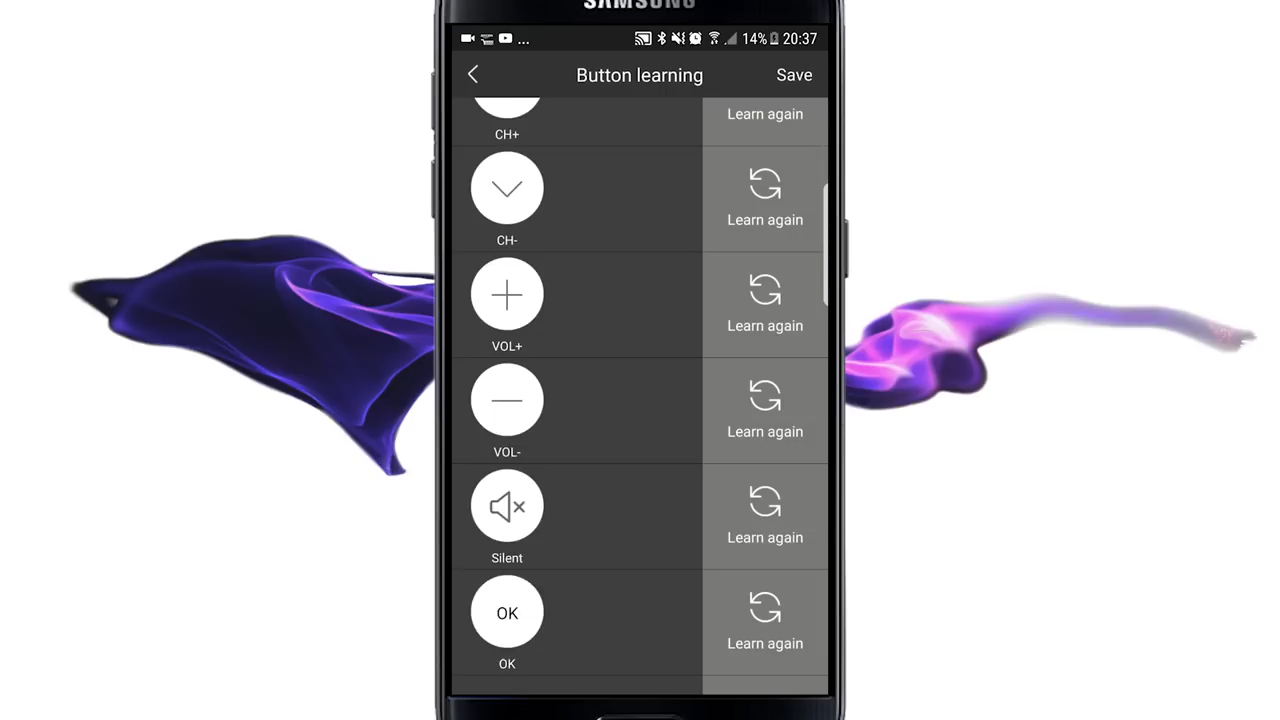 SAMSUNG
... 14% 20:37
Button learning Save
CH+ Learn again
CH- Learn again
VOL+ Learn again
VOL- Learn again
Silent Learn again
OK
OK Learn again